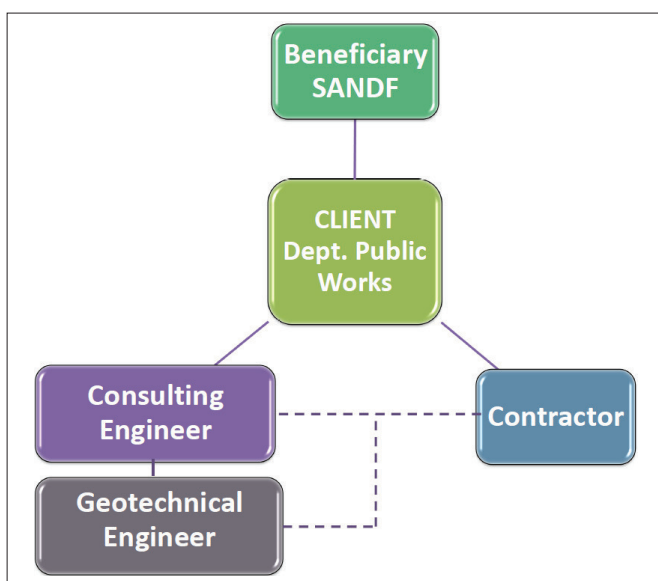 Beneficiary
SANDF
CLIENT
Dept. Public
Works
Consulting
Engineer
Contractor
Geotechnical
Engineer